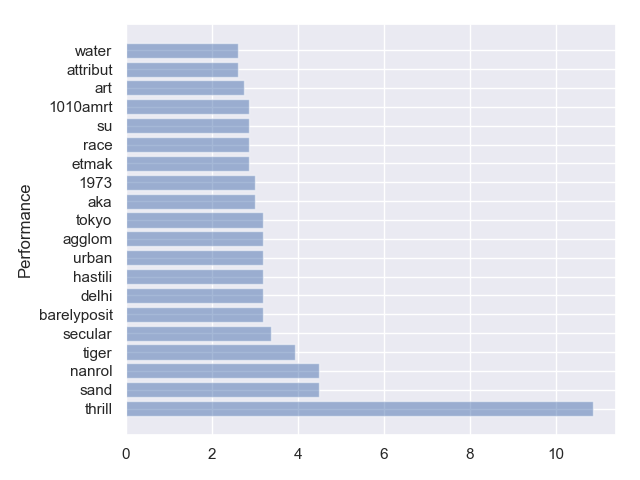 water
attribut
art
1010amrt
su
race
etmak
1973
aka
tokyo
agglom
urban
hastili
delhi
barelyposit
secular
tiger
nanrol
sand
thrill
Performance
0 2 4 6 8 10